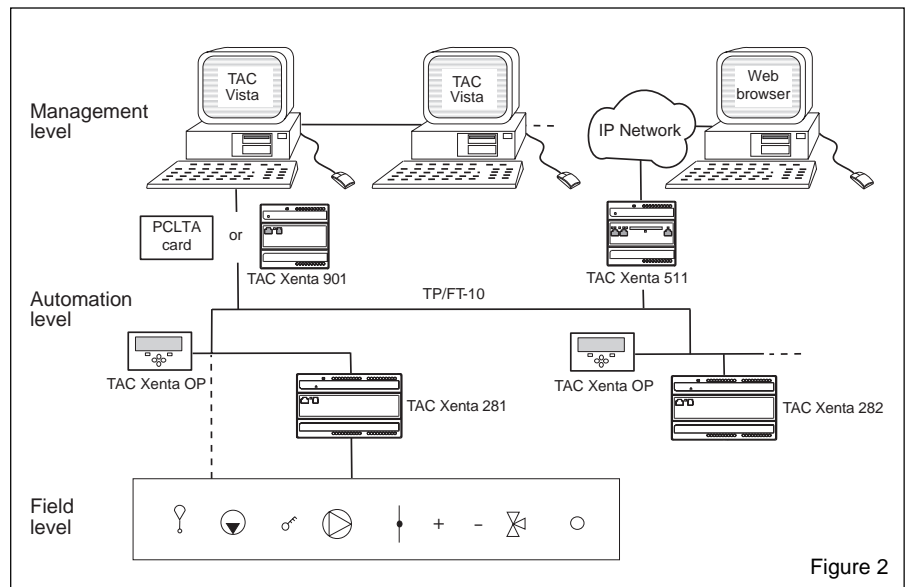 TAC
Vista
TAC
Vista
Web
browser
Management
level
IP Network
PCLTA
card
or
TAC Xenta 901
TAC Xenta 511
Automation
level
TP/FT-10
TAC Xenta OP
TAC Xenta 281
TAC Xenta OP
TAC Xenta 282
Field
level
+
–
Figure 2